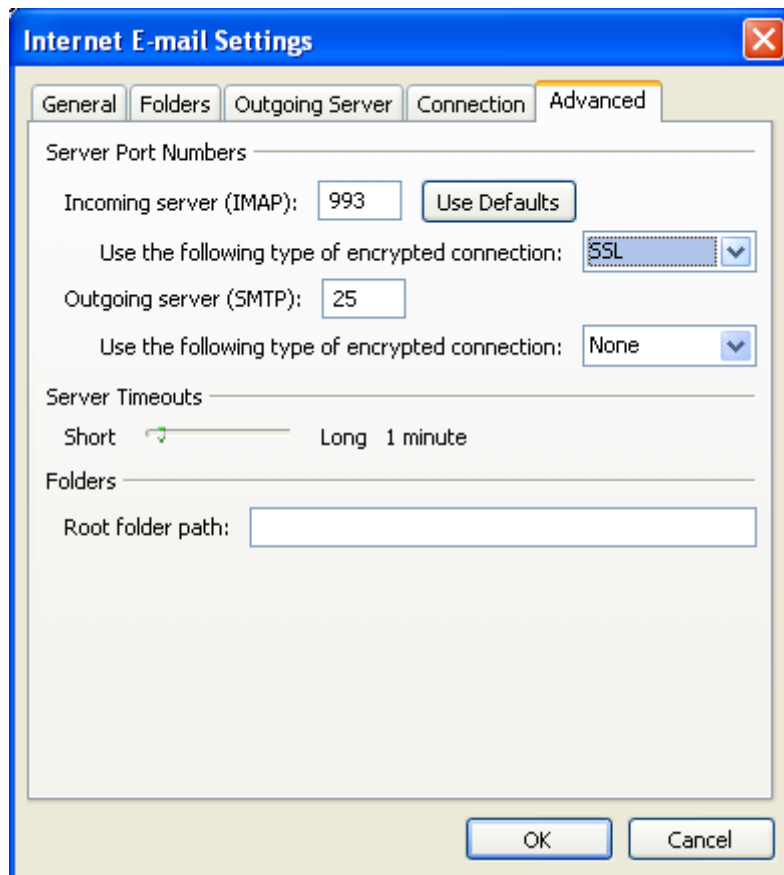 Internet E-mail Settings
General Folders Outgoing Server Connection Advanced
Server Port Numbers
Incoming server (IMAP): 993 Use Defaults
Use the following type of encrypted connection: SSL
Outgoing server (SMTP): 25
Use the following type of encrypted connection: None
Server Timeouts
Short Long 1 minute
Folders
Root folder path:
OK Cancel